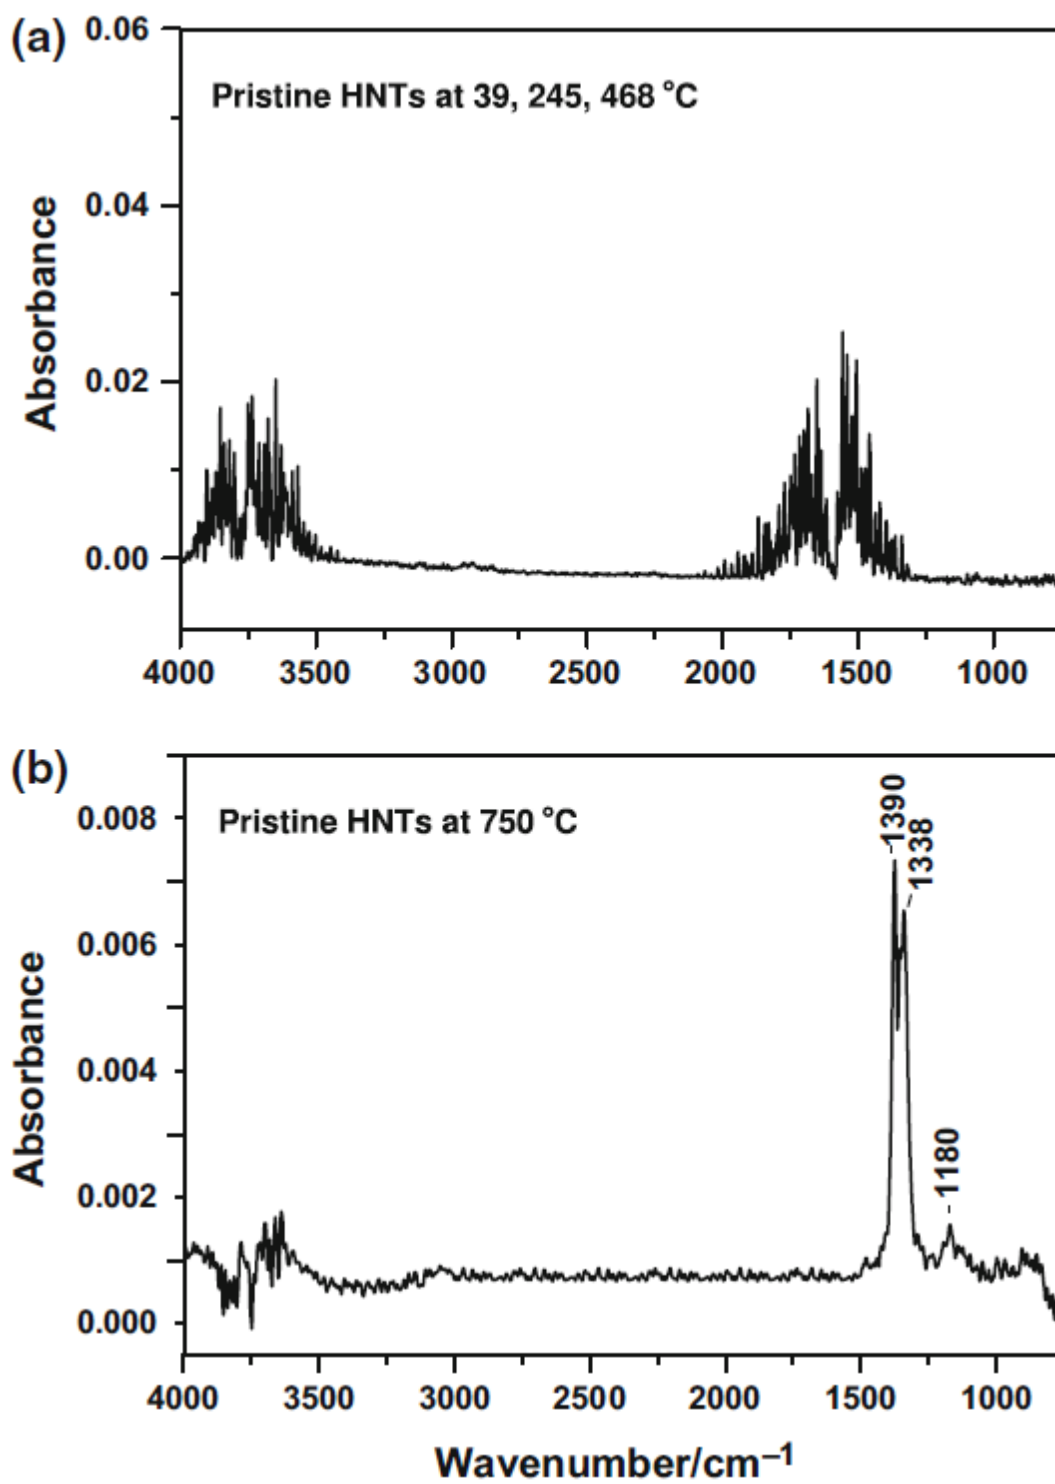 (a)
0.06
Pristine HNTs at 39, 245, 468 °C
0.04
Absorbance
0.02
0.00
4000 3500 3000 2500 2000 1500 1000
(b)
Pristine HNTs at 750 °C
1390
1338
0.008
0.006
Absorbance
0.004
1180
0.002
0.000
4000 3500 3000 2500 2000 1500 1000
Wavenumber/cm⁻¹